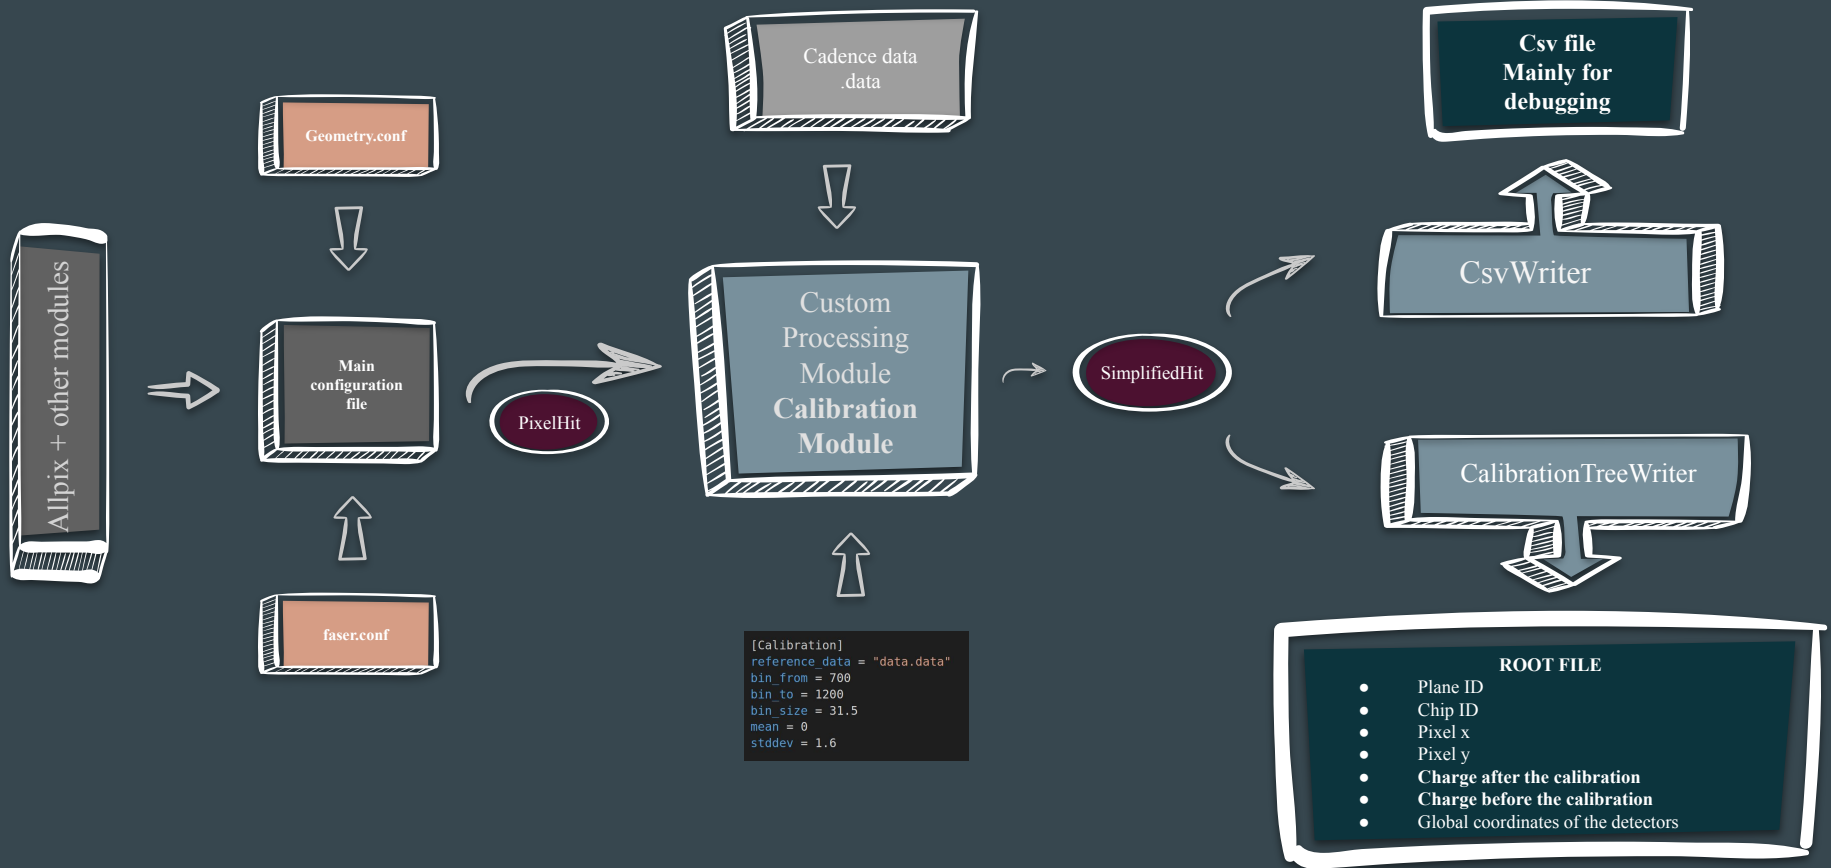 Allpix + other modules
Geometry.conf
Main
configuration
file
faser.conf
PixelHit
Cadence data
.data
Custom
Processing
Module
Calibration
Module
[Calibration]
reference_data = "data.data"
bin_from = 700
bin_to = 1200
bin_size = 31.5
mean = 0
stddev = 1.6
SimplifiedHit
Csv file
Mainly for
debugging
CsvWriter
CalibrationTreeWriter
ROOT FILE
● Plane ID
● Chip ID
● Pixel x
● Pixel y
● Charge after the calibration
● Charge before the calibration
● Global coordinates of the detectors